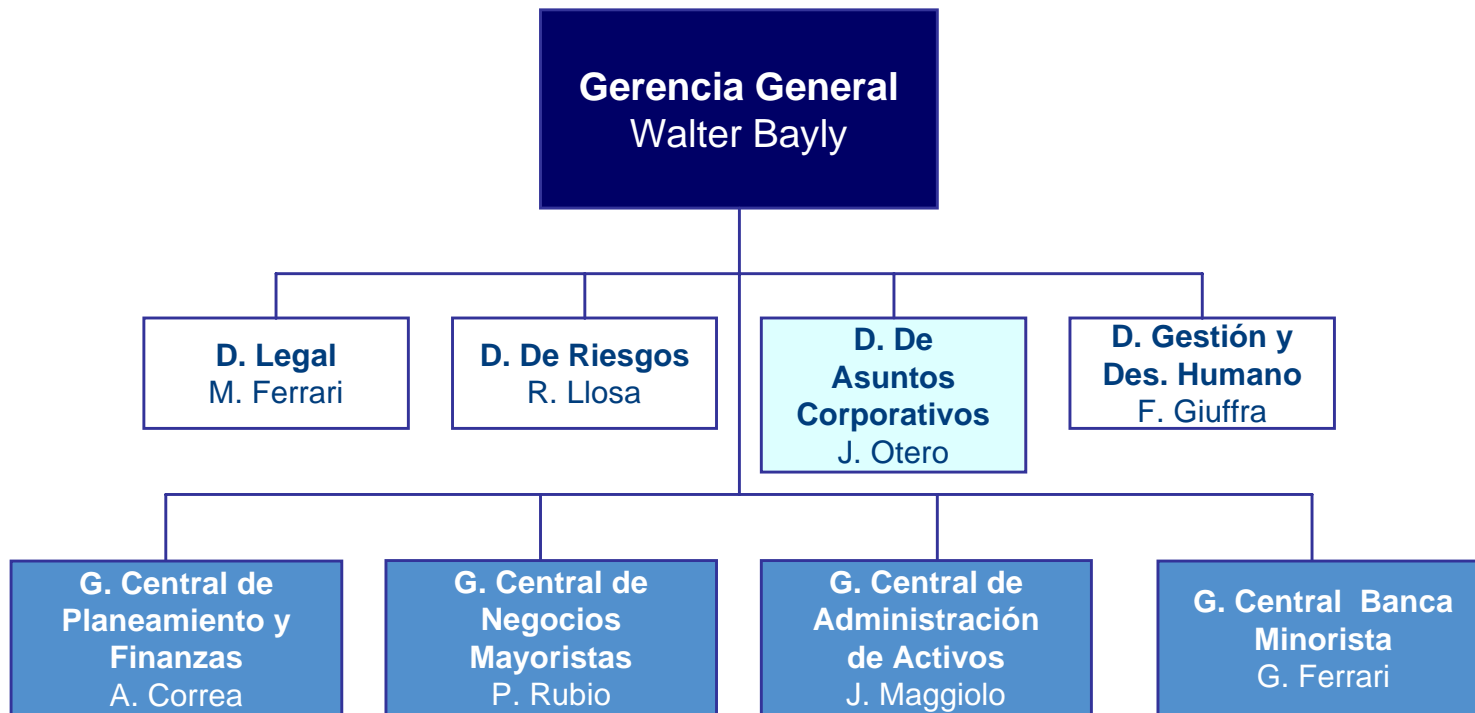 Gerencia General
Walter Bayly
D. Legal
M. Ferrari
D. De Riesgos
R. Llosa
D. De
Asuntos
Corporativos
J. Otero
D. Gestión y
Des. Humano
F. Giuffra
G. Central de
Planeamiento y
Finanzas
A. Correa
G. Central de
Negocios
Mayoristas
P. Rubio
G. Central de
Administración
de Activos
J. Maggiolo
G. Central  Banca
Minorista
G. Ferrari